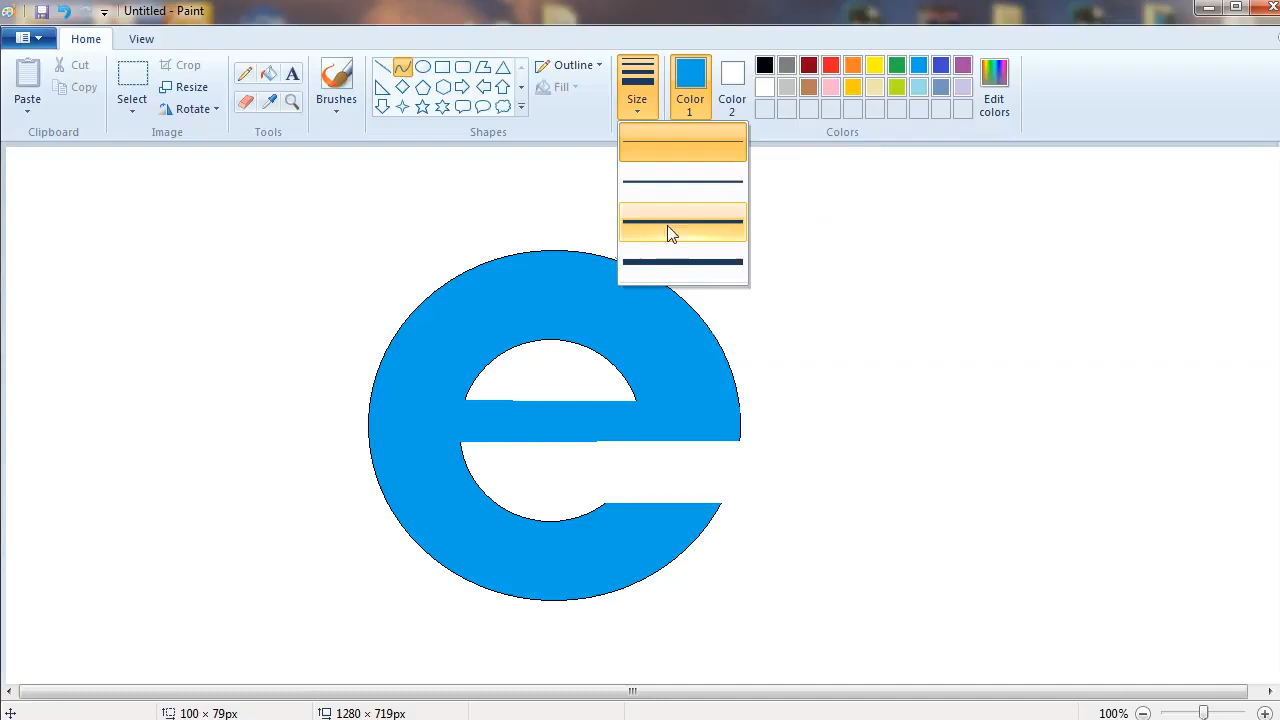 Untitled - Paint
Home View
Paste
Cut
Copy
Clipboard
Select
Crop
Resize
Rotate
Image
A
Tools
Brushes
Outline
Fill
Shapes
Size
Color
1
Color
2
Edit
colors
Colors
e
100 × 79px
1280 × 719px
100%